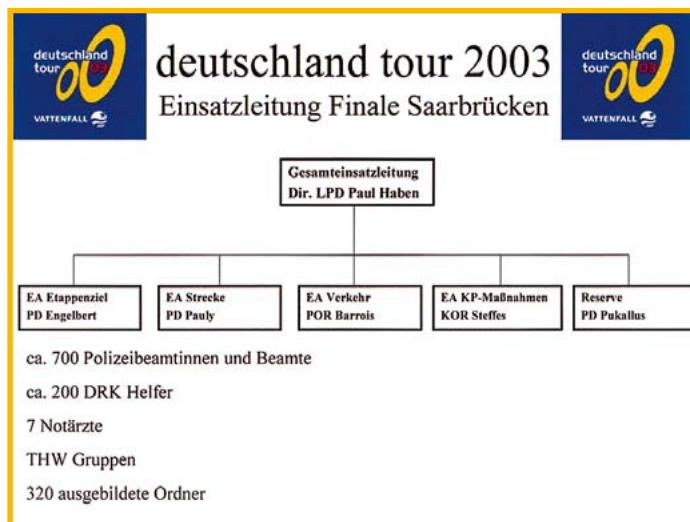 deutschland
tour
03
VATTENFALL
deutschland tour 2003
Einsatzleitung Finale Saarbrücken
deutschland
tour
03
VATTENFALL
Gesamteinsatzleitung
Dir. LPD Paul Haben
EA Etappenziel
PD Engelbert
EA Strecke
PD Pauly
EA Verkehr
POR Barrois
EA KP-Maßnahmen
KOR Steffes
Reserve
PD Pukallus
ca. 700 Polizeibeamtinnen und Beamte
ca. 200 DRK Helfer
7 Notärzte
THW Gruppen
320 ausgebildete Ordner